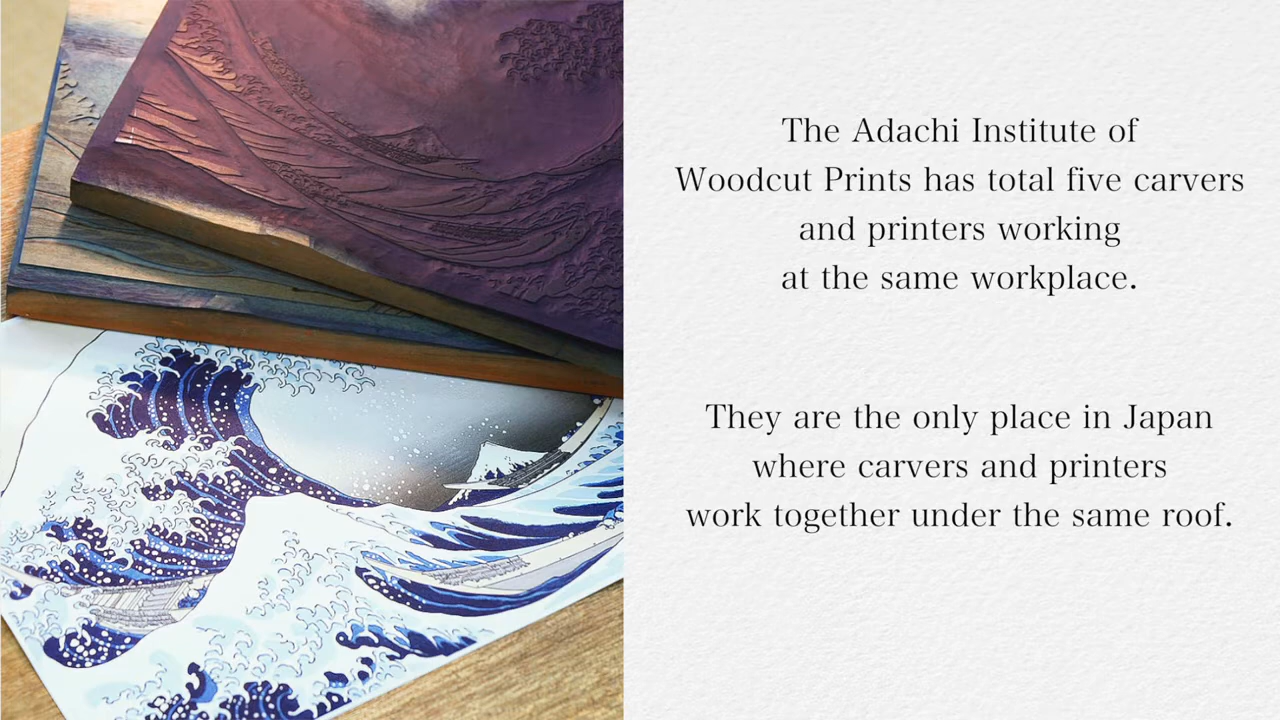 The Adachi Institute of
Woodcut Prints has total five carvers
and printers working
at the same workplace.
They are the only place in Japan
where carvers and printers
work together under the same roof.